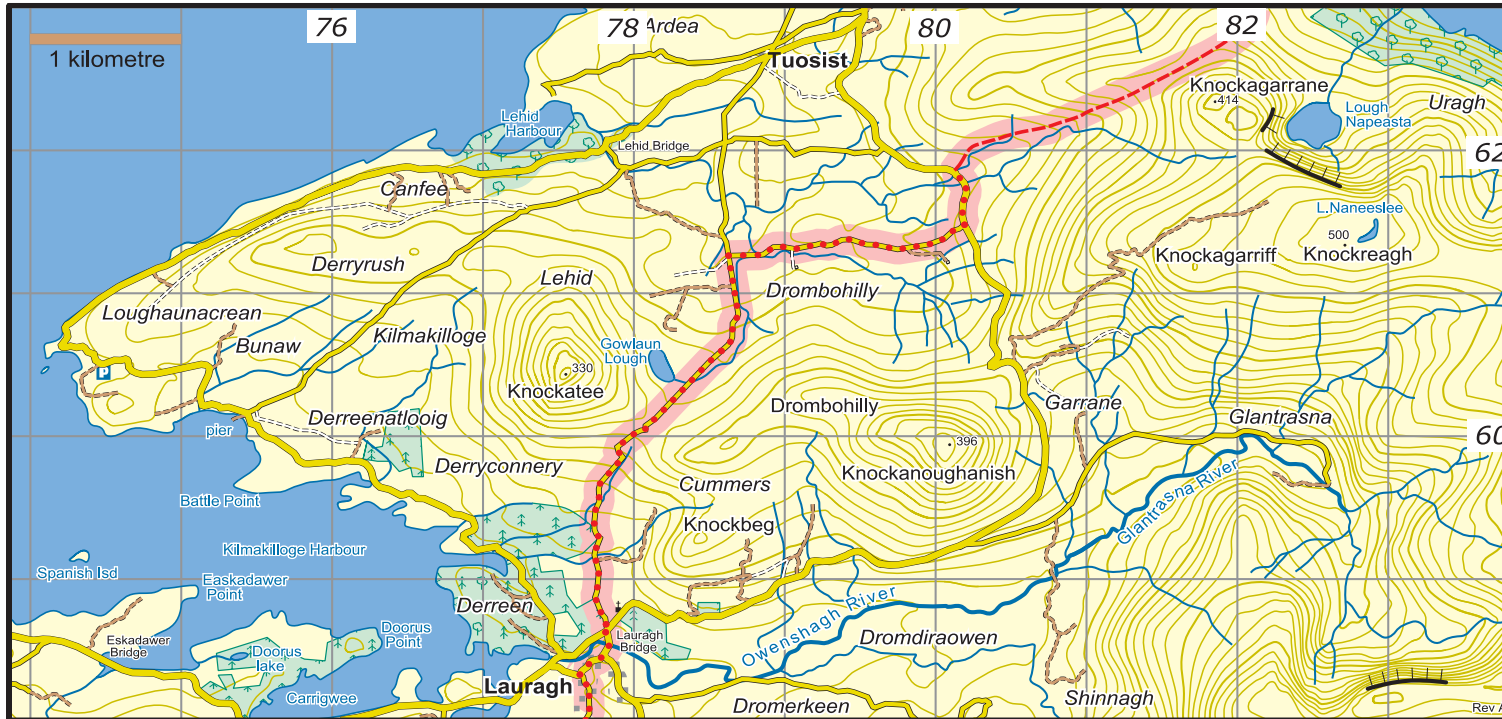 76
78
Ardea
80
82
1 kilometre
Tuosist
Knockagarrane
414
Lough
Napeasta
Uragh
Lehid
Harbour
Lehid Bridge
62
Canfee
L.Naneeslee
500
Knockreagh
Knockagarriff
Derryrush
Lehid
Drombohilly
Loughaunacrean
Bunaw
Kilmakilloge
Gowlaun
Lough
330
Knockatee
P
Drombohilly
Garrane
Glantrasna
Derreenatlooig
pier
396
60
Derryconnery
Knockanoughanish
Cummers
Battle Point
Knockbeg
Glantrasna River
Kilmakilloge Harbour
Spanish Isd
Easkadawer
Point
Derreen
Owenshagh River
Eskadawer
Bridge
Doorus
Point
Lauragh
Bridge
Dromdiraowen
Doorus
lake
Lauragh
Carrigwee
Dromerkeen
Shinnagh
Rev A